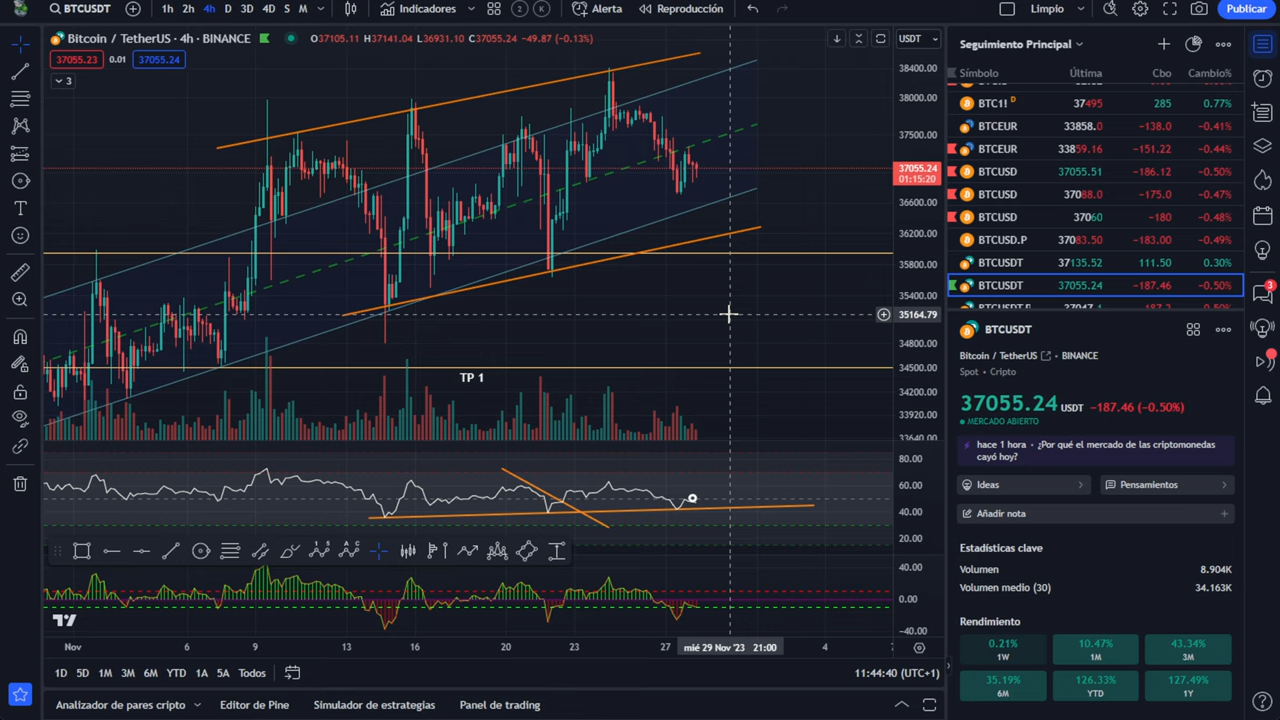 BTCUSDT 1h 2h 4h D 3D 4D S M Indicadores 2 K Alerta Reproducción Limpio Publicar
Bitcoin / TetherUS · 4h · BINANCE O37105.11 H37141.04 L36931.10 C37055.24 −49.87 (−0.13%)
37055.23 0.01 37055.24
3
USDT
38400.00
38000.00
37500.00
37055.24
01:15:20
36600.00
36200.00
35800.00
35400.00
35164.79
34800.00
34500.00
34200.00
33920.00
33640.00
TP 1
80.00
60.00
40.00
20.00
1 S
A C
40.00
0.00
−40.00
Nov 6 9 13 16 20 23 27 mié 29 Nov '23 21:00 4
1D 5D 1M 3M 6M YTD 1A 5A Todos 11:44:40 (UTC+1)
Analizador de pares cripto Editor de Pine Simulador de estrategias Panel de trading
Seguimiento Principal
Símbolo Última Cbo Cambio%
BTC1! D 37495 285 0.77%
BTCEUR 33858.0 −138.0 −0.41%
BTCEUR 33859.16 −151.22 −0.44%
BTCUSD 37055.51 −186.12 −0.50%
BTCUSD 37088.0 −175.0 −0.47%
BTCUSD 37060 −180 −0.48%
BTCUSD.P 37083.50 −183.00 −0.49%
BTCUSDT 37135.52 111.50 0.30%
BTCUSDT 37055.24 −187.46 −0.50%
3
BTCUSDT
Bitcoin / TetherUS · BINANCE
Spot · Cripto
37055.24 USDT −187.46 (−0.50%)
MERCADO ABIERTO
hace 1 hora · ¿Por qué el mercado de las criptomonedas
cayó hoy?
Ideas Pensamientos
Añadir nota
Estadísticas clave
Volumen 8.904K
Volumen medio (30) 34.163K
Rendimiento
0.21% 10.47% 43.34%
1W 1M 3M
35.19% 126.33% 127.49%
6M YTD 1Y